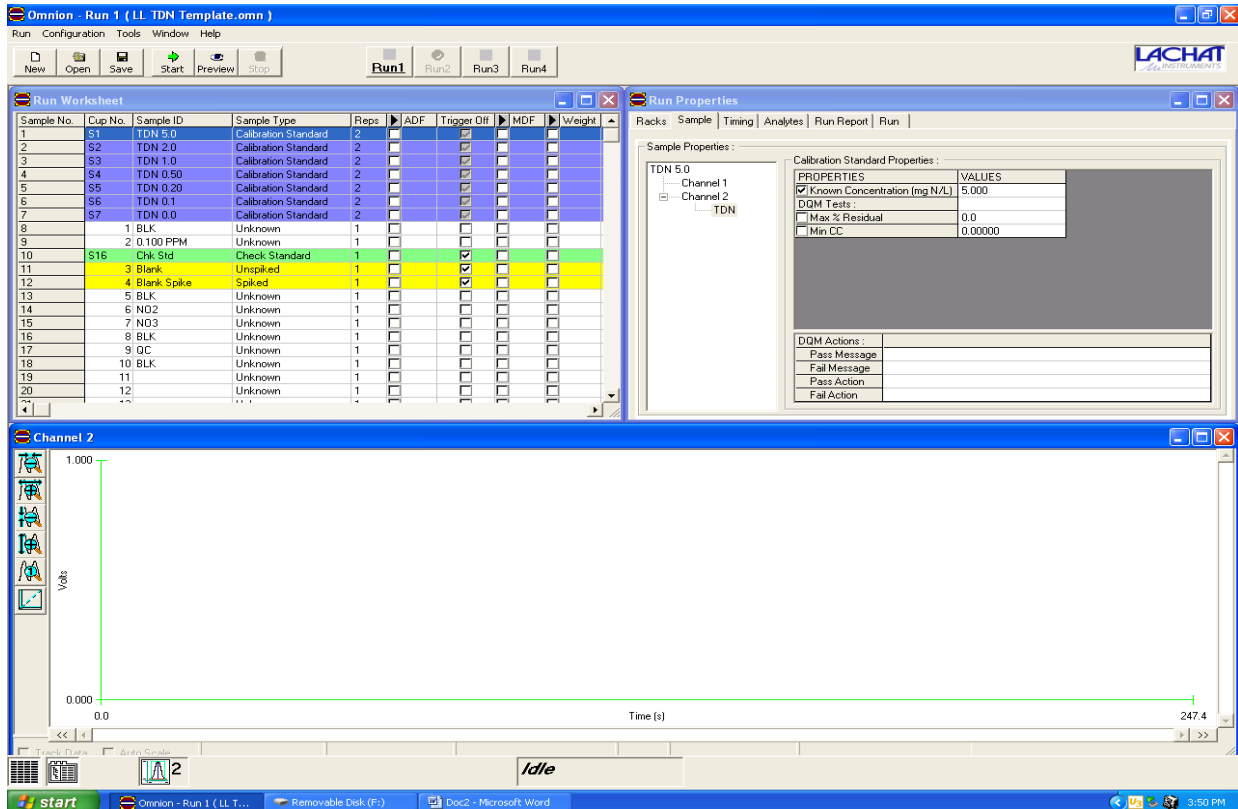 Omnion - Run 1 ( LL TDN Template.omn )
Run Configuration Tools Window Help
New Open Save Start Preview Stop Run1 Run2 Run3 Run4
LACHAT
INSTRUMENTS
Run Worksheet
Sample No. Cup No. Sample ID Sample Type Reps ADF Trigger Off MDF Weight
1 S1 TDN 5.0 Calibration Standard 2
2 S2 TDN 2.0 Calibration Standard 2
3 S3 TDN 1.0 Calibration Standard 2
4 S4 TDN 0.50 Calibration Standard 2
5 S5 TDN 0.20 Calibration Standard 2
6 S6 TDN 0.1 Calibration Standard 2
7 S7 TDN 0.0 Calibration Standard 2
8 1 BLK Unknown 1
9 2 0.100 PPM Unknown 1
10 S16 Chk Std Check Standard 1
11 3 Blank Unspiked 1
12 4 Blank Spike Spiked 1
13 5 BLK Unknown 1
14 6 NO2 Unknown 1
15 7 NO3 Unknown 1
16 8 BLK Unknown 1
17 9 QC Unknown 1
18 10 BLK Unknown 1
19 11 Unknown 1
20 12 Unknown 1
Run Properties
Racks Sample Timing Analytes Run Report Run
Sample Properties :
TDN 5.0
Channel 1
Channel 2
TDN
Calibration Standard Properties :
PROPERTIES VALUES
Known Concentration (mg N/L) 5.000
DQM Tests :
Max % Residual 0.0
Min CC 0.00000
DQM Actions :
Pass Message
Fail Message
Pass Action
Fail Action
Channel 2
1.000
Volts
0.000
0.0 Time (s) 247.4
<< >>
Track Data Auto Scale
2 Idle
start Omnion - Run 1 ( LL T... Removable Disk (F:) Doc2 - Microsoft Word 3:50 PM